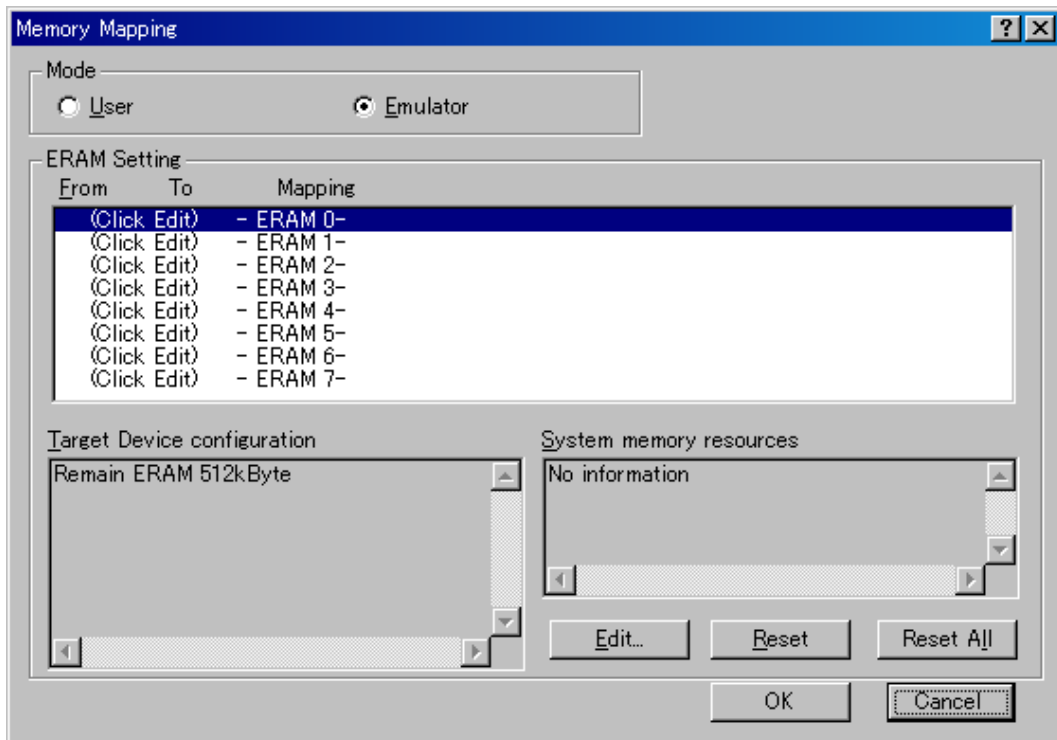 Memory Mapping
Mode
User Emulator
ERAM Setting
From To Mapping
(Click Edit) - ERAM 0-
(Click Edit) - ERAM 1-
(Click Edit) - ERAM 2-
(Click Edit) - ERAM 3-
(Click Edit) - ERAM 4-
(Click Edit) - ERAM 5-
(Click Edit) - ERAM 6-
(Click Edit) - ERAM 7-
Target Device configuration
Remain ERAM 512kByte
System memory resources
No information
Edit... Reset Reset All
OK Cancel